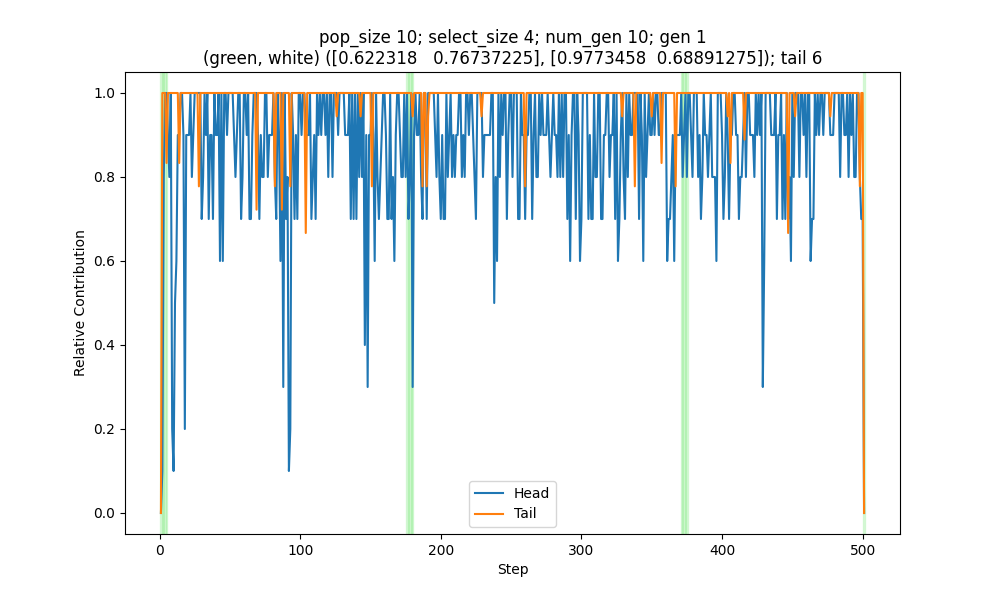 pop_size 10; select_size 4; num_gen 10; gen 1
(green, white) ([0.622318   0.76737225], [0.9773458  0.68891275]); tail 6
1.0
0.8
0.6
0.4
0.2
0.0
Relative Contribution
Head
Tail
0
100
200
300
400
500
Step